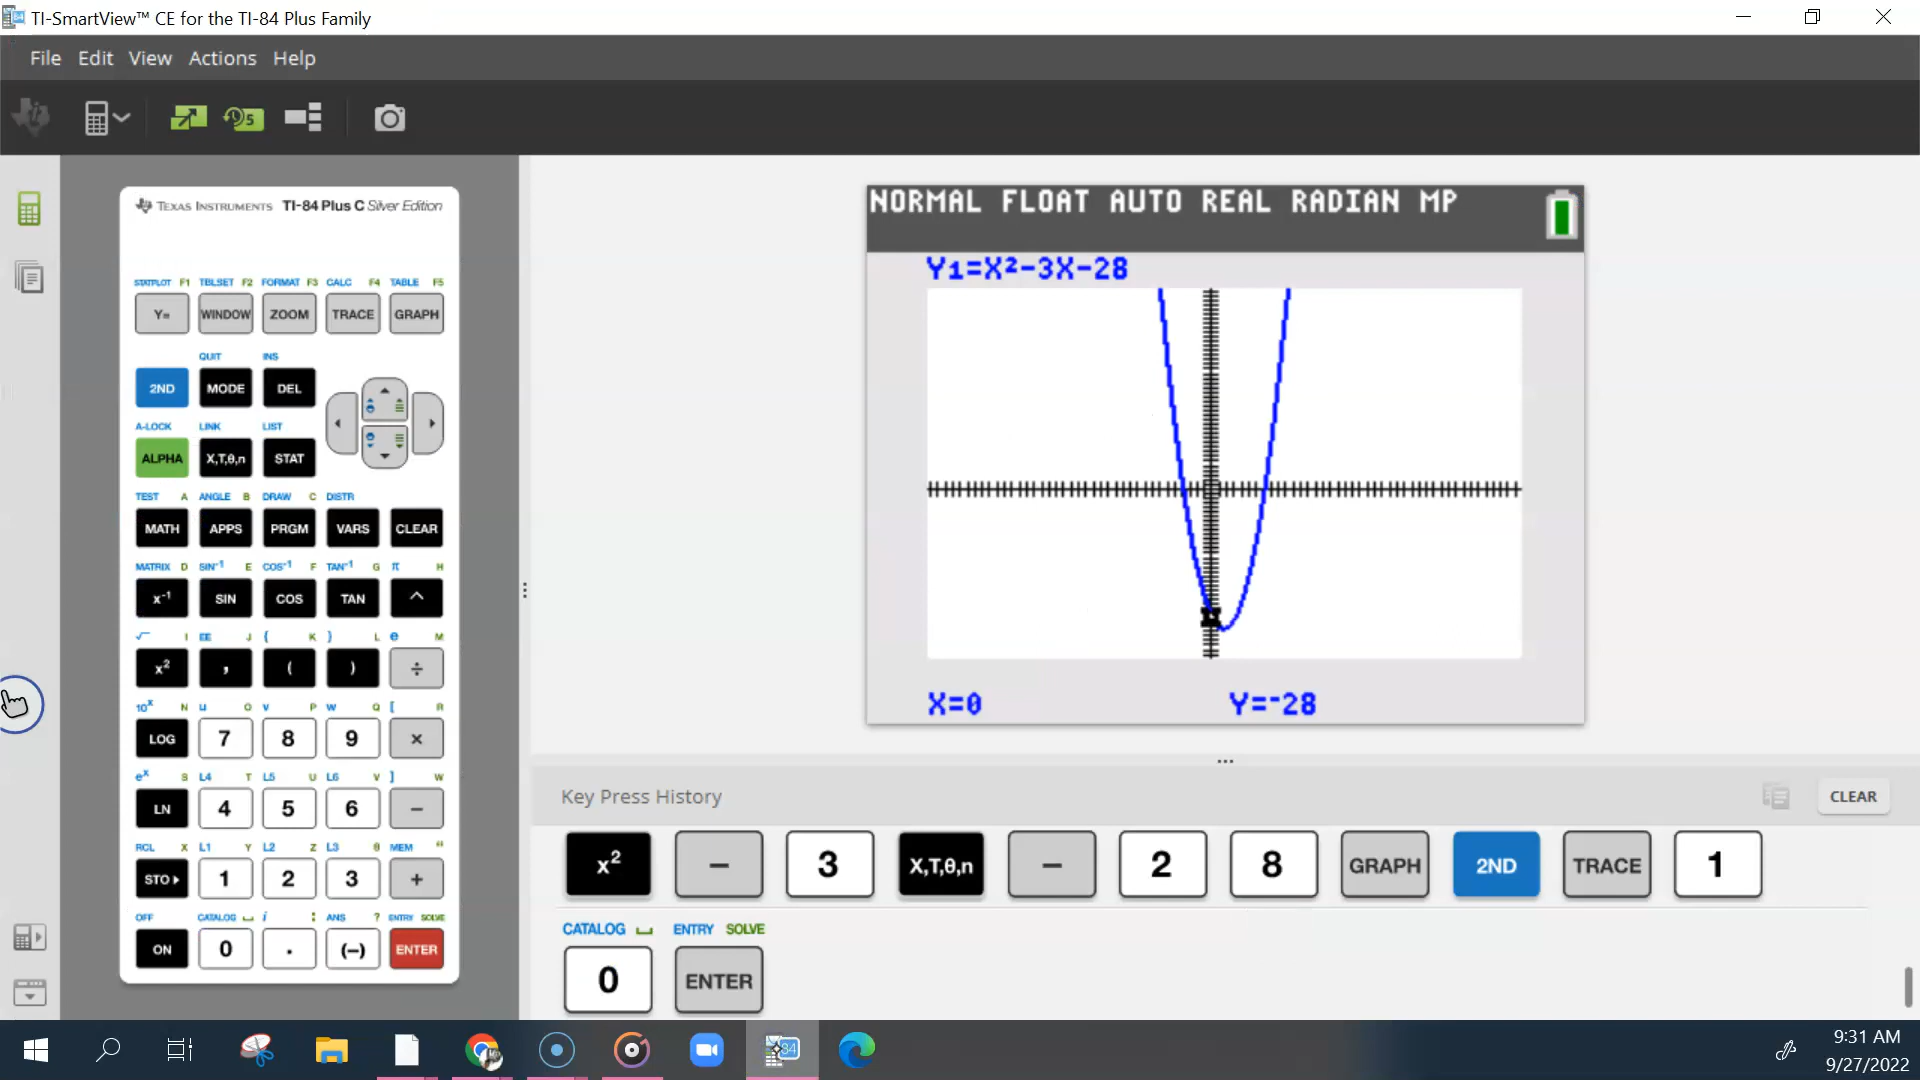 TI-SmartView™ CE for the TI-84 Plus Family
File Edit View Actions Help
5
TEXAS INSTRUMENTS TI-84 Plus C Silver Edition
STATPLOT F1 TBLSET F2 FORMAT F3 CALC F4 TABLE F5
Y= WINDOW ZOOM TRACE GRAPH
QUIT INS
2ND MODE DEL
A-LOCK LINK LIST
ALPHA X,T,θ,n STAT
TEST A ANGLE B DRAW C DISTR
MATH APPS PRGM VARS CLEAR
MATRIX D SIN⁻¹ E COS⁻¹ F TAN⁻¹ G π H
x⁻¹ SIN COS TAN ^
√ I EE J { K } L e M
x² , ( ) ÷
10ˣ N u O v P w Q [ R
LOG 7 8 9 ×
eˣ S L4 T L5 U L6 V ] W
LN 4 5 6 −
RCL X L1 Y L2 Z L3 θ MEM "
STO▸ 1 2 3 +
OFF CATALOG ⎵ i : ANS ? ENTRY SOLVE
ON 0 . (−) ENTER
NORMAL FLOAT AUTO REAL RADIAN MP
Y1=X²-3X-28
X=0 Y=-28
Key Press History CLEAR
x² − 3 X,T,θ,n − 2 8 GRAPH 2ND TRACE 1
CATALOG ⎵ ENTRY SOLVE
0 ENTER
84
9:31 AM
9/27/2022